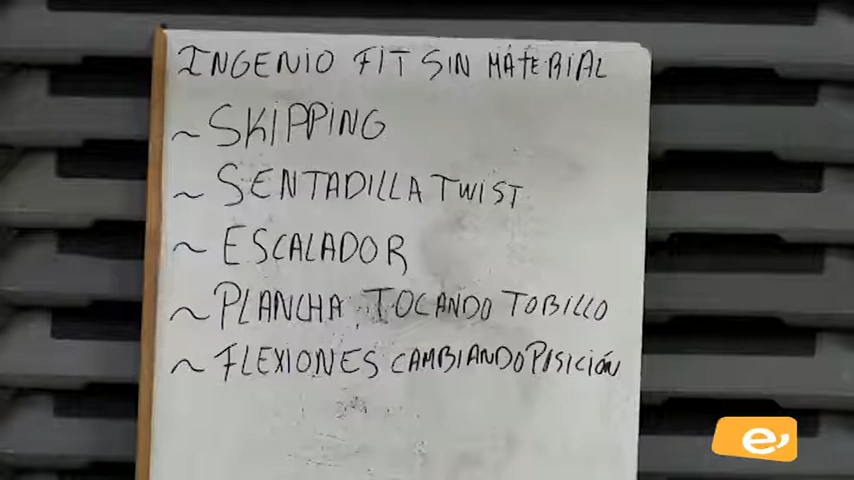 INGENIO FIT SIN MATERIAL
~ SKIPPING
~ SENTADILLA TWIST
~ ESCALADOR
~ PLANCHA TOCANDO TOBILLO
~ FLEXIONES CAMBIANDO POSICIÓN
e